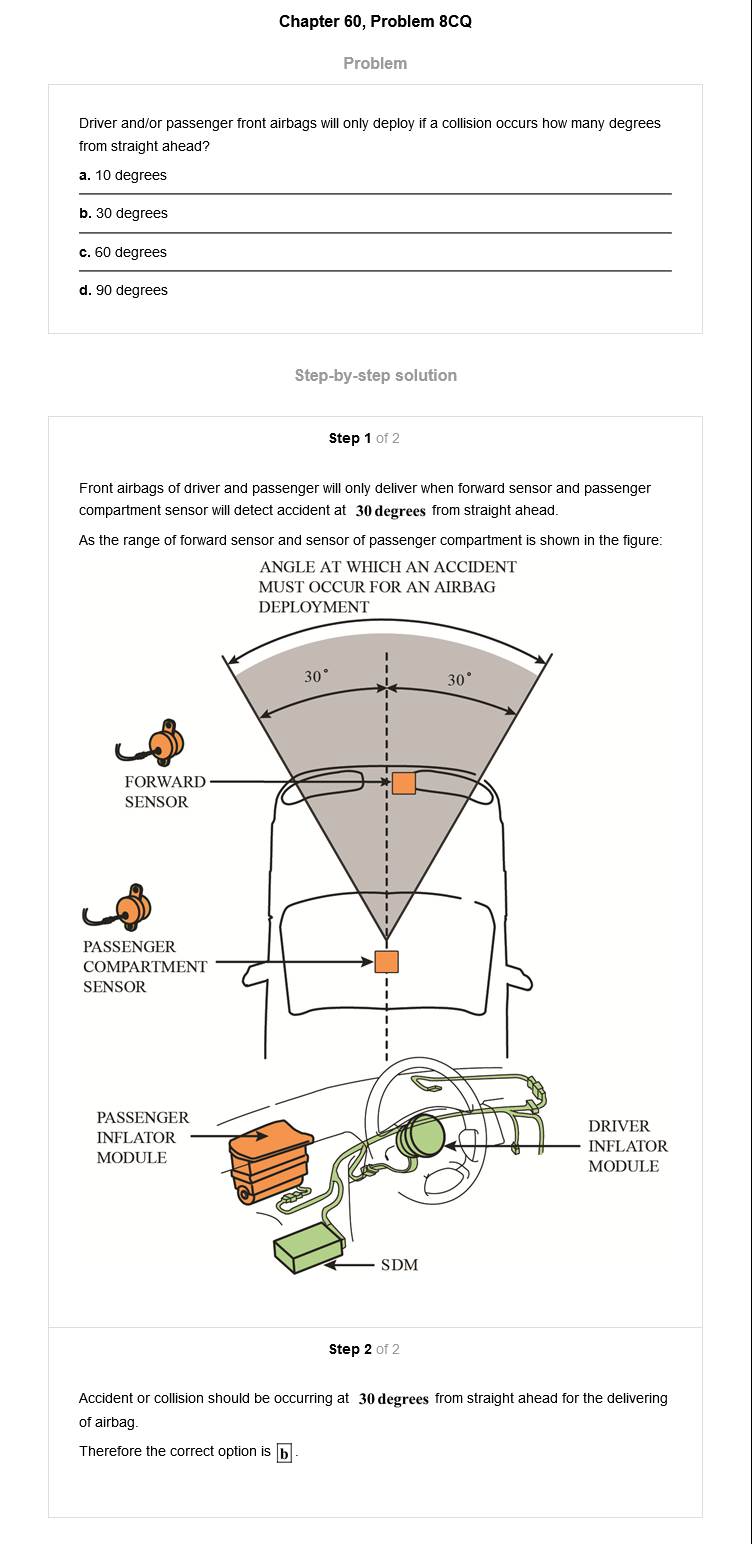 Chapter 60, Problem 8CQ
Problem
Driver and/or passenger front airbags will only deploy if a collision occurs how many degrees
from straight ahead?
a. 10 degrees
b. 30 degrees
c. 60 degrees
d. 90 degrees
Step-by-step solution
Step 1 of 2
Front airbags of driver and passenger will only deliver when forward sensor and passenger
compartment sensor will detect accident at 30 degrees from straight ahead.
As the range of forward sensor and sensor of passenger compartment is shown in the figure:
ANGLE AT WHICH AN ACCIDENT
MUST OCCUR FOR AN AIRBAG
DEPLOYMENT
30°
30°
FORWARD
SENSOR
PASSENGER
COMPARTMENT
SENSOR
PASSENGER
INFLATOR
MODULE
DRIVER
INFLATOR
MODULE
SDM
Step 2 of 2
Accident or collision should be occurring at 30 degrees from straight ahead for the delivering
of airbag.
Therefore the correct option is b.